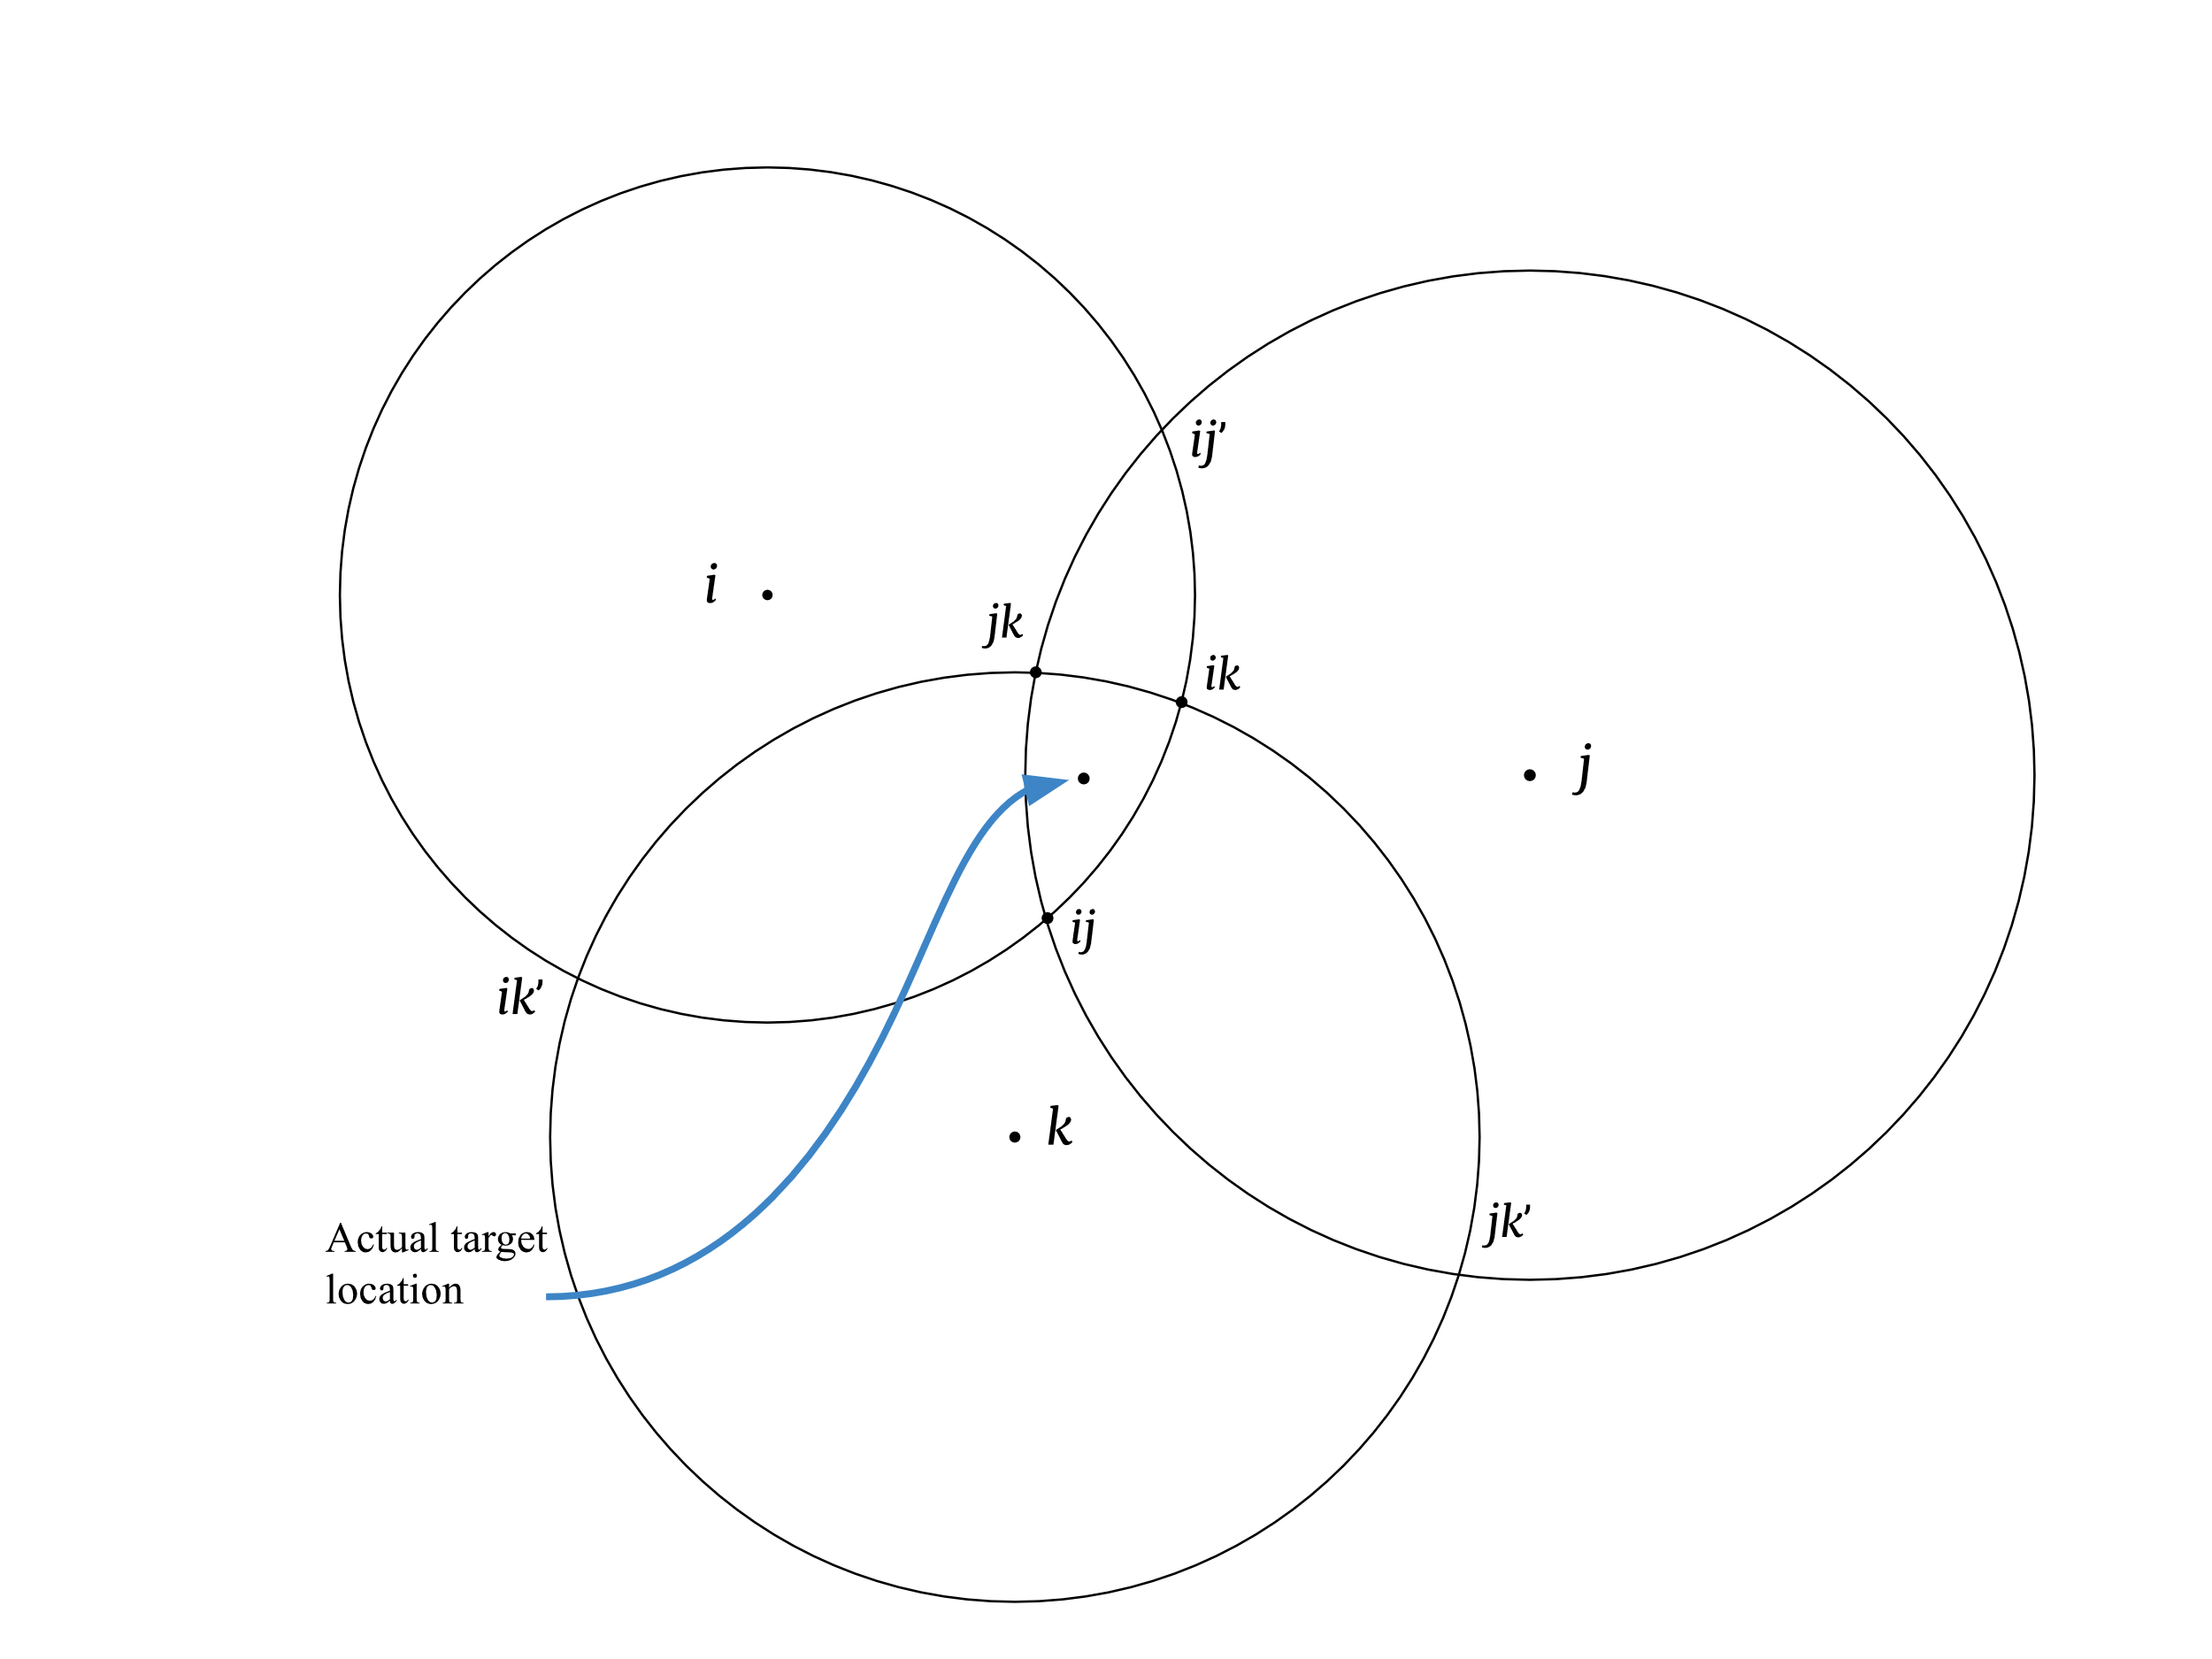 ij’
i
jk
ik
j
ij
ik’
k
jk’
Actual target
location